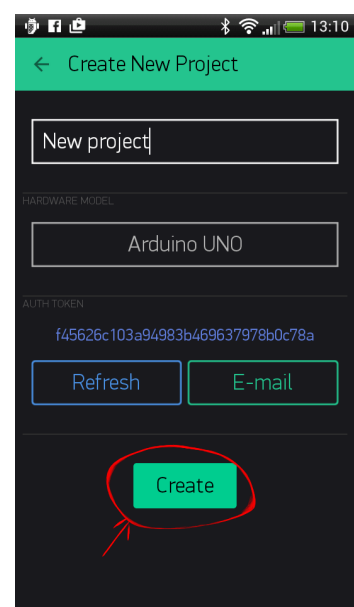 13:10
Create New Project
New project
HARDWARE MODEL
Arduino UNO
AUTH TOKEN
f45626c103a94983b469637978b0c78a
Refresh
E-mail
Create